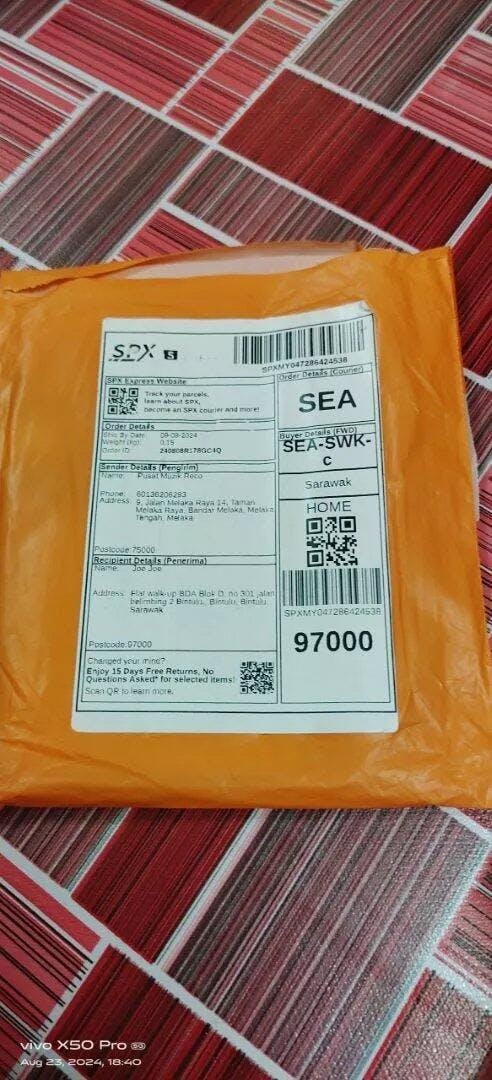 SPX S
SPXMY047286424538
SPX Express Website
Track your parcels,
learn about SPX,
become an SPX courier and more!
Order Details
Ship By Date: 09-08-2024
Weight (kg): 0.15
Order ID: 240808R178GC4Q
Sender Details (Pengirim)
Name: Pusat Muzik Reco
Phone: 60136206293
Address: 9, Jalan Melaka Raya 14, Taman
Melaka Raya, Bandar Melaka, Melaka
Tengah, Melaka
Postcode:75000
Recipient Details (Penerima)
Name: Joe Joe
Address: Flat walk-up BDA Blok D, no 301 ,jalan
belimbing 2 Bintulu, Bintulu, Bintulu,
Sarawak
Postcode:97000
Changed your mind?
Enjoy 15 Days Free Returns, No
Questions Asked* for selected items!
Scan QR to learn more.
Order Details (Courier)
SEA
Buyer Details (FWD)
SEA-SWK-
C
Sarawak
HOME
SPXMY047286424538
97000
vivo X50 Pro 5G
Aug 23, 2024, 18:40